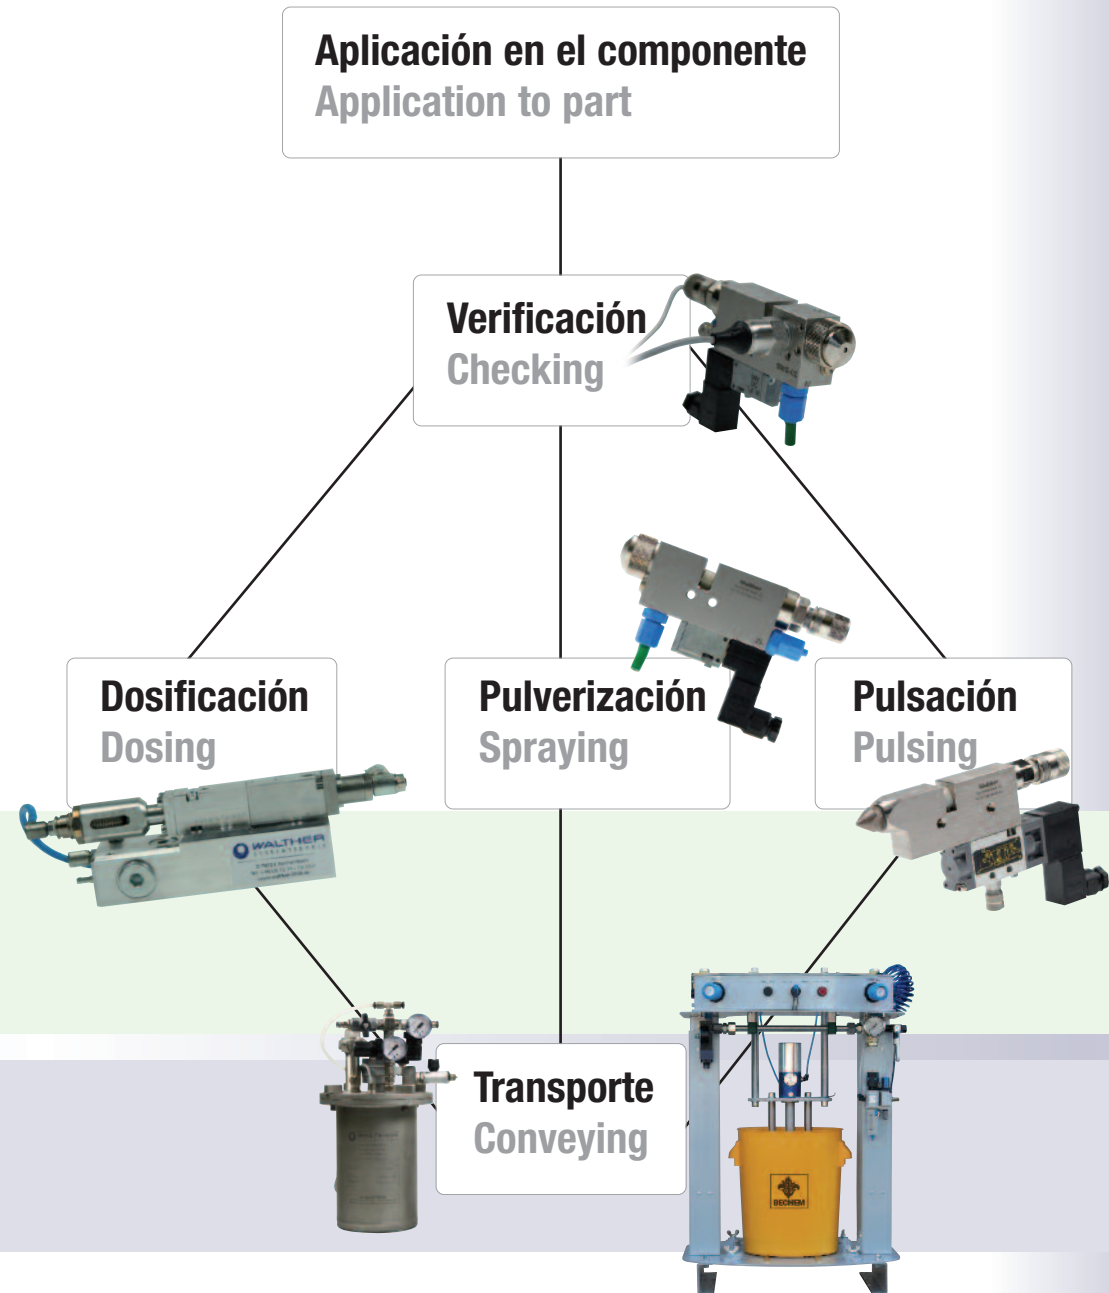 Aplicación en el componente
Application to part
Verificación
Checking
Dosificación
Dosing
Pulverización
Spraying
Pulsación
Pulsing
WALTHER
Transporte
Conveying
WALTHER
BECHEM